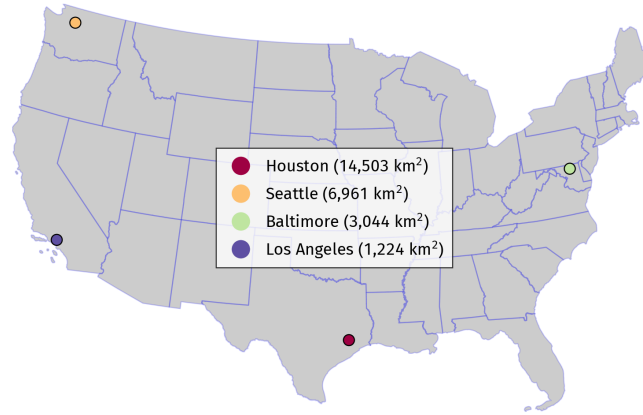 Houston (14,503 km²)
Seattle (6,961 km²)
Baltimore (3,044 km²)
Los Angeles (1,224 km²)